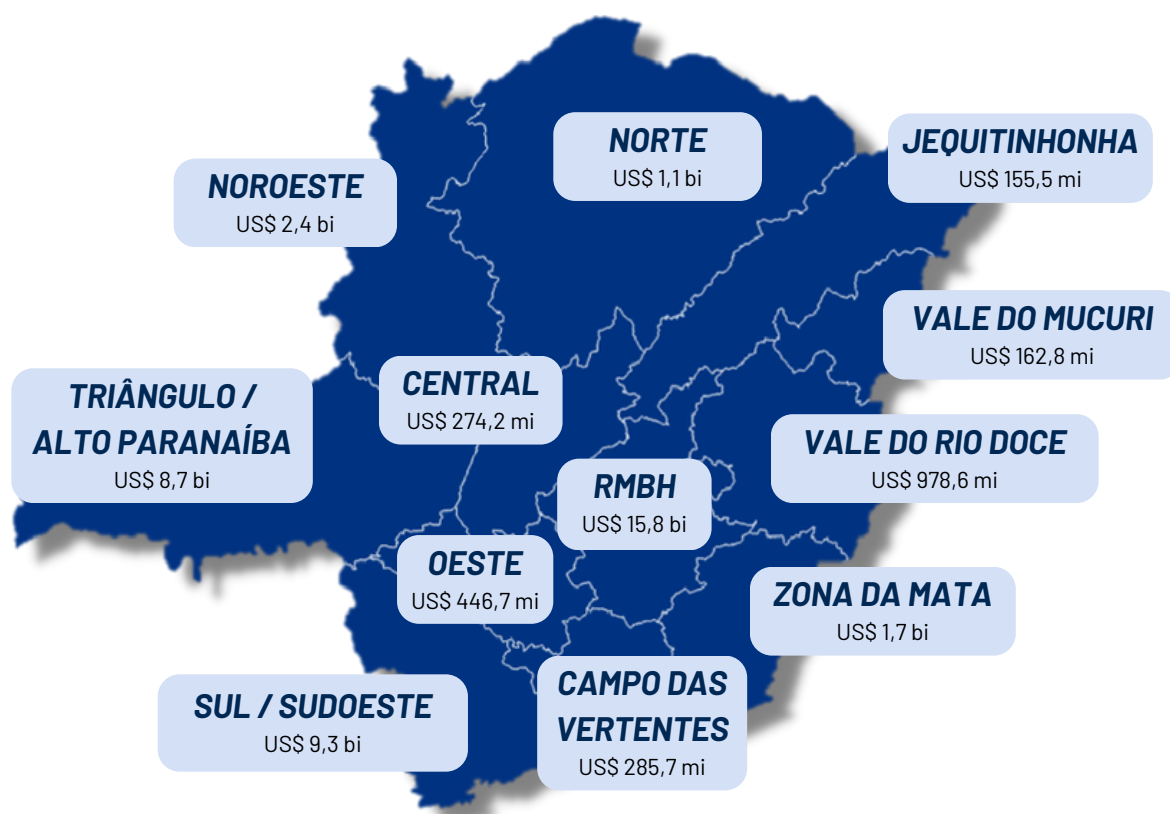 NORTE
US$ 1,1 bi
JEQUITINHONHA
US$ 155,5 mi
NOROESTE
US$ 2,4 bi
VALE DO MUCURI
US$ 162,8 mi
CENTRAL
US$ 274,2 mi
TRIÂNGULO /
ALTO PARANAÍBA
US$ 8,7 bi
VALE DO RIO DOCE
US$ 978,6 mi
RMBH
US$ 15,8 bi
OESTE
US$ 446,7 mi
ZONA DA MATA
US$ 1,7 bi
SUL / SUDOESTE
US$ 9,3 bi
CAMPO DAS
VERTENTES
US$ 285,7 mi